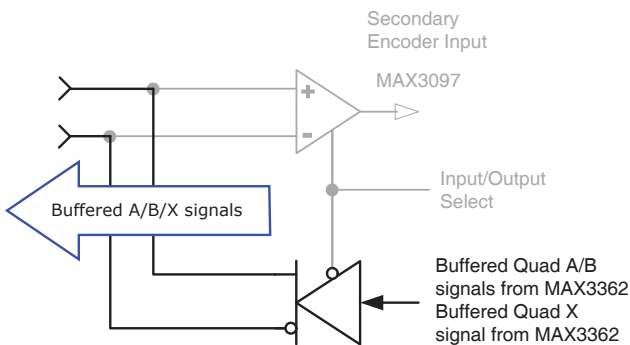 Secondary
Encoder Input
MAX3097
+
-
Input/Output
Select
Buffered A/B/X signals
Buffered Quad A/B
signals from MAX3362
Buffered Quad X
signal from MAX3362